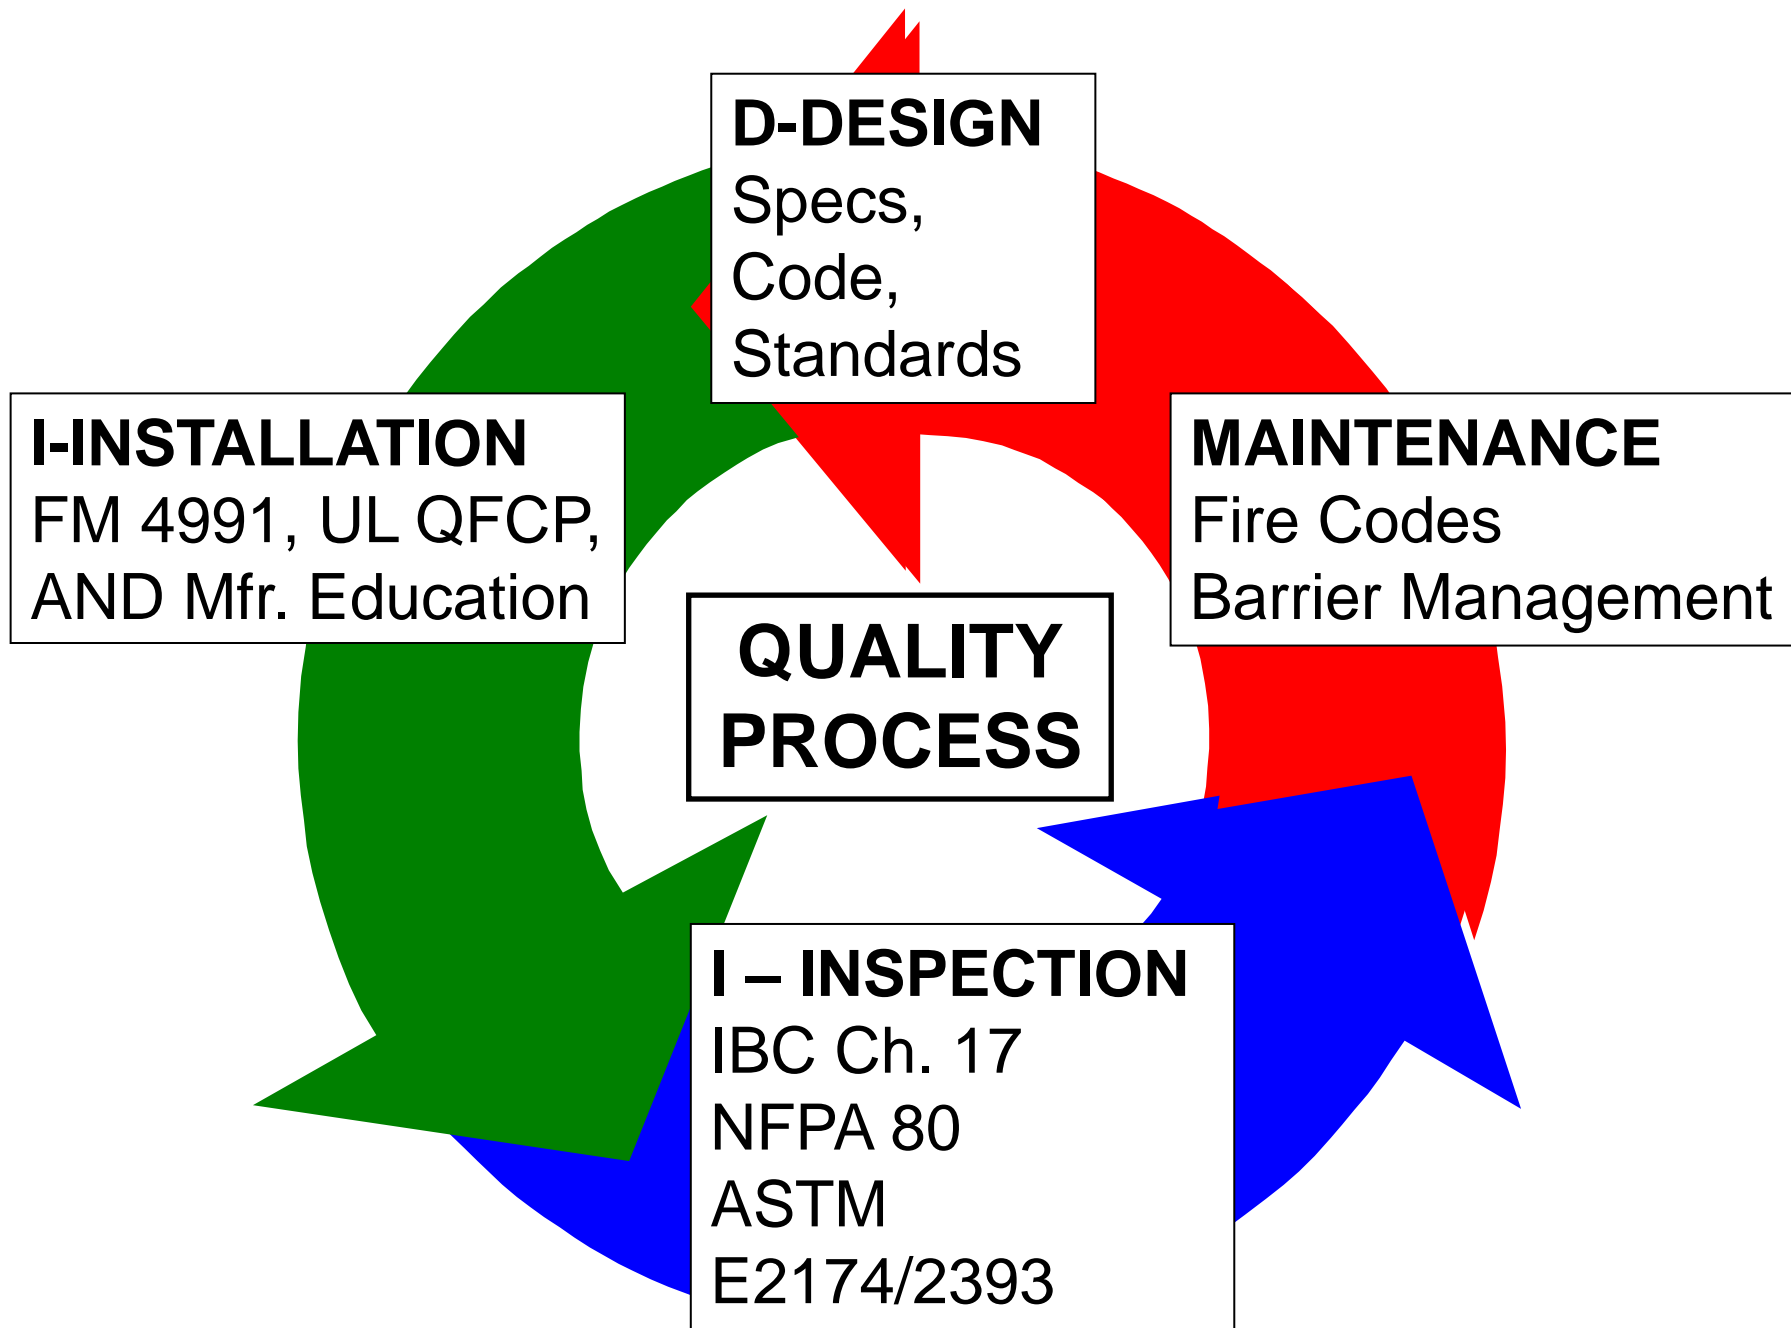 D-DESIGN
Specs,
Code,
Standards
I-INSTALLATION
FM 4991, UL QFCP,
AND Mfr. Education
MAINTENANCE
Fire Codes
Barrier Management
QUALITY
PROCESS
I – INSPECTION
IBC Ch. 17
NFPA 80
ASTM
E2174/2393